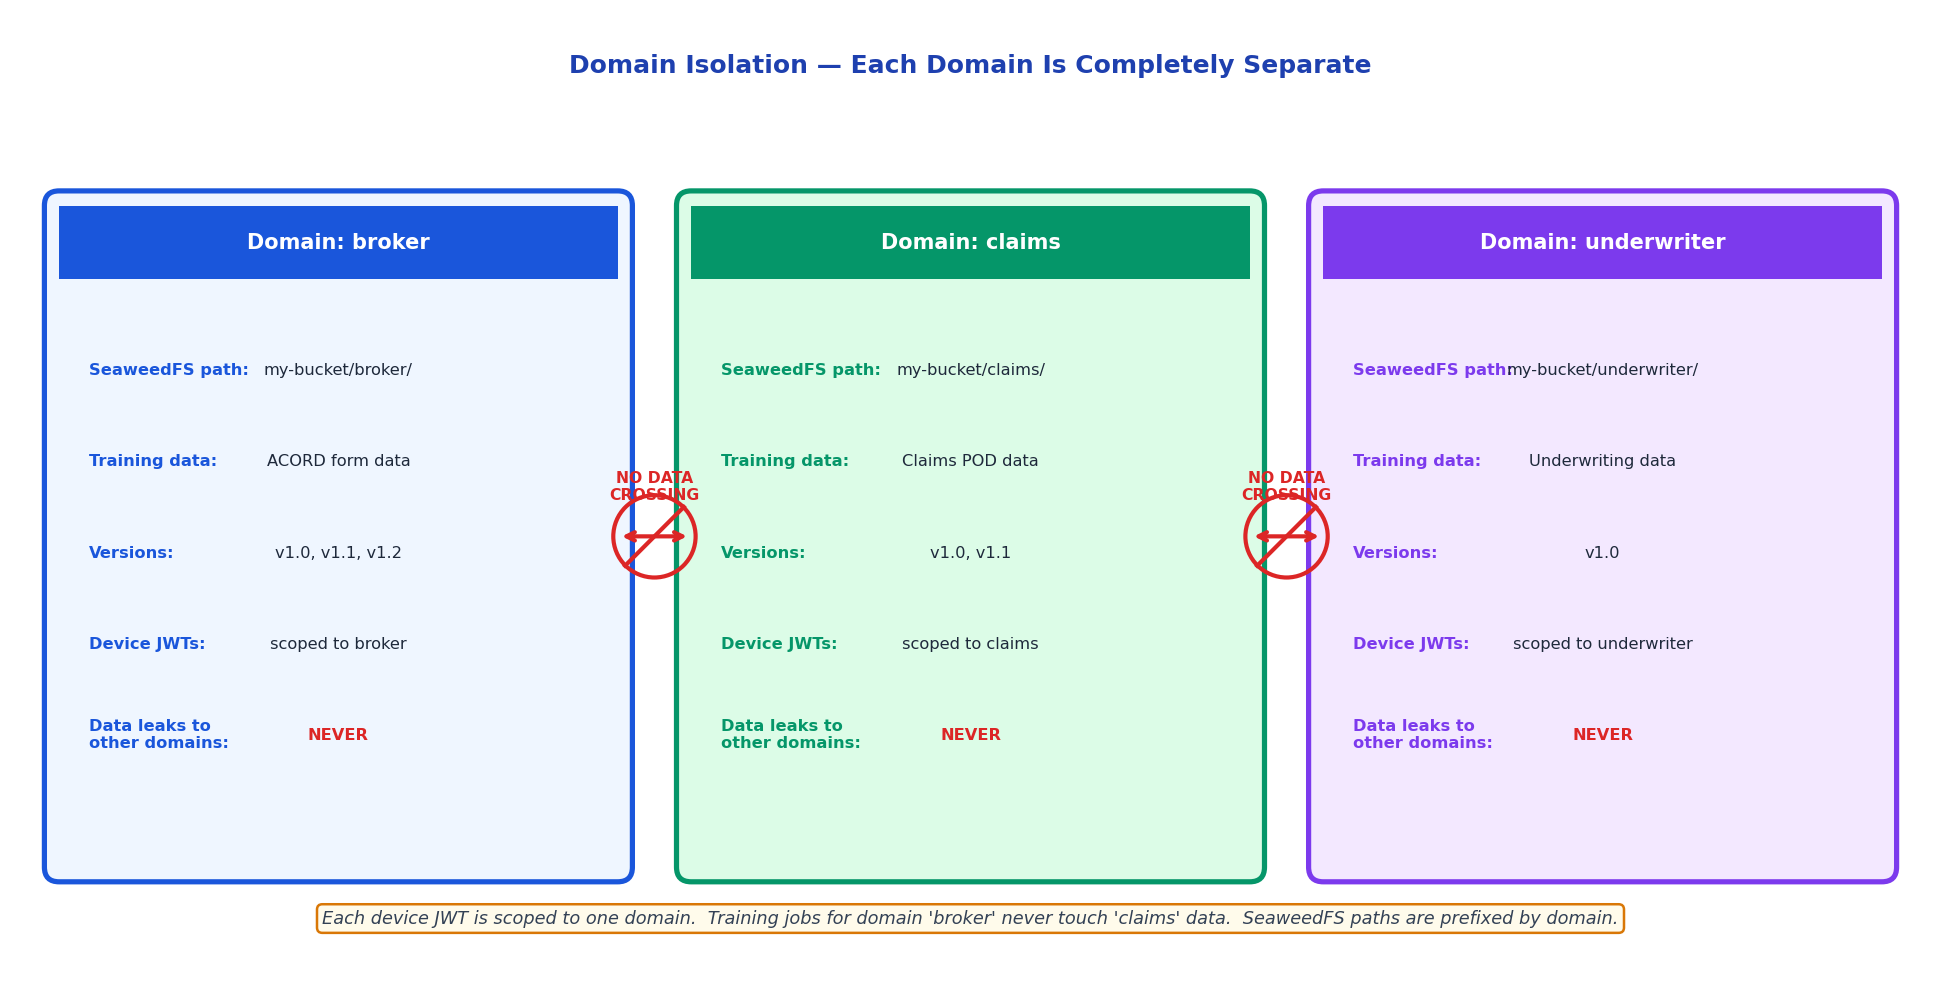 Domain Isolation — Each Domain Is Completely Separate
Domain: broker
SeaweedFS path: my-bucket/broker/
Training data: ACORD form data
Versions: v1.0, v1.1, v1.2
Device JWTs: scoped to broker
Data leaks to
other domains: NEVER
NO DATA
CROSSING
Domain: claims
SeaweedFS path: my-bucket/claims/
Training data: Claims POD data
Versions: v1.0, v1.1
Device JWTs: scoped to claims
Data leaks to
other domains: NEVER
NO DATA
CROSSING
Domain: underwriter
SeaweedFS path: my-bucket/underwriter/
Training data: Underwriting data
Versions: v1.0
Device JWTs: scoped to underwriter
Data leaks to
other domains: NEVER
Each device JWT is scoped to one domain.  Training jobs for domain 'broker' never touch 'claims' data.  SeaweedFS paths are prefixed by domain.